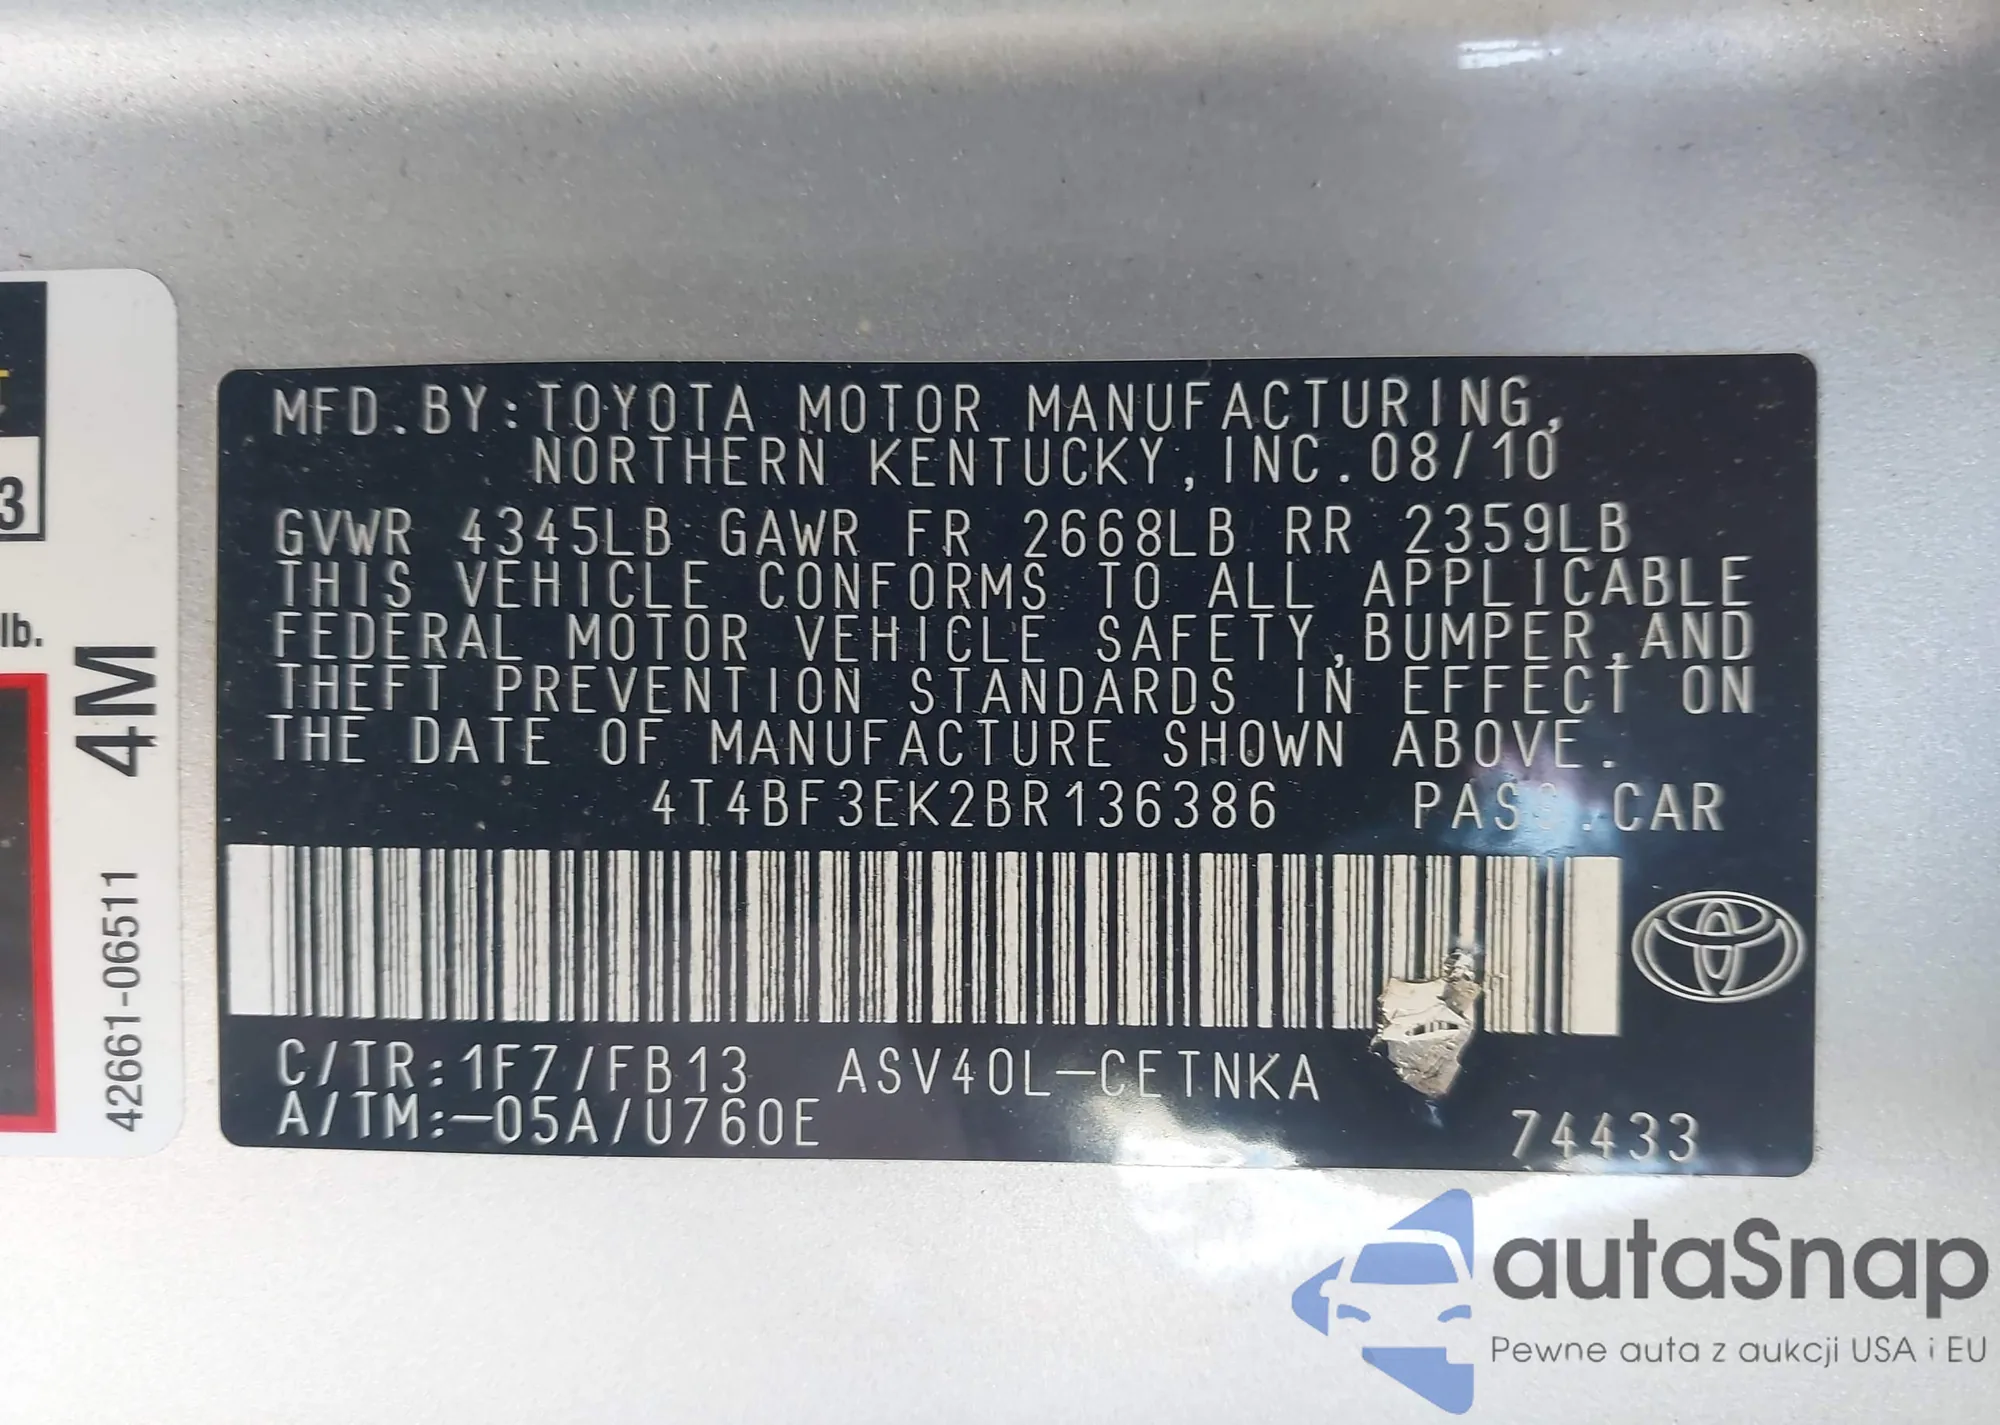 MFD.BY:TOYOTA MOTOR MANUFACTURING,
NORTHERN KENTUCKY,INC.08/10
GVWR 4345LB GAWR FR 2668LB RR 2359LB
THIS VEHICLE CONFORMS TO ALL APPLICABLE
FEDERAL MOTOR VEHICLE SAFETY,BUMPER,AND
THEFT PREVENTION STANDARDS IN EFFECT ON
THE DATE OF MANUFACTURE SHOWN ABOVE.
4T4BF3EK2BR136386 PASS.CAR
C/TR:1F7/FB13 ASV40L-CETNKA
A/TM:-05A/U760E 74433
3
lb.
4M
42661-06511
autaSnap
Pewne auta z aukcji USA i EU